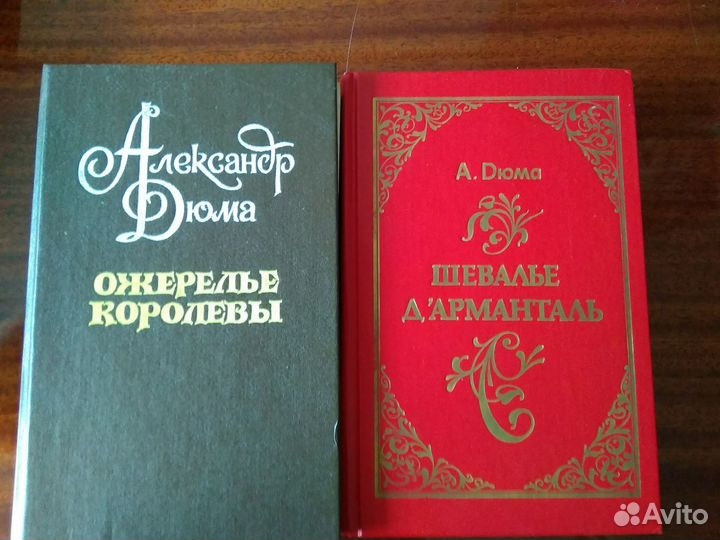 Александр
Дюма
ОЖЕРЕЛЬЕ
КОРОЛЕВЫ
А. Дюма
ШЕВАЛЬЕ
Д'АРМАНТАЛЬ
Avito